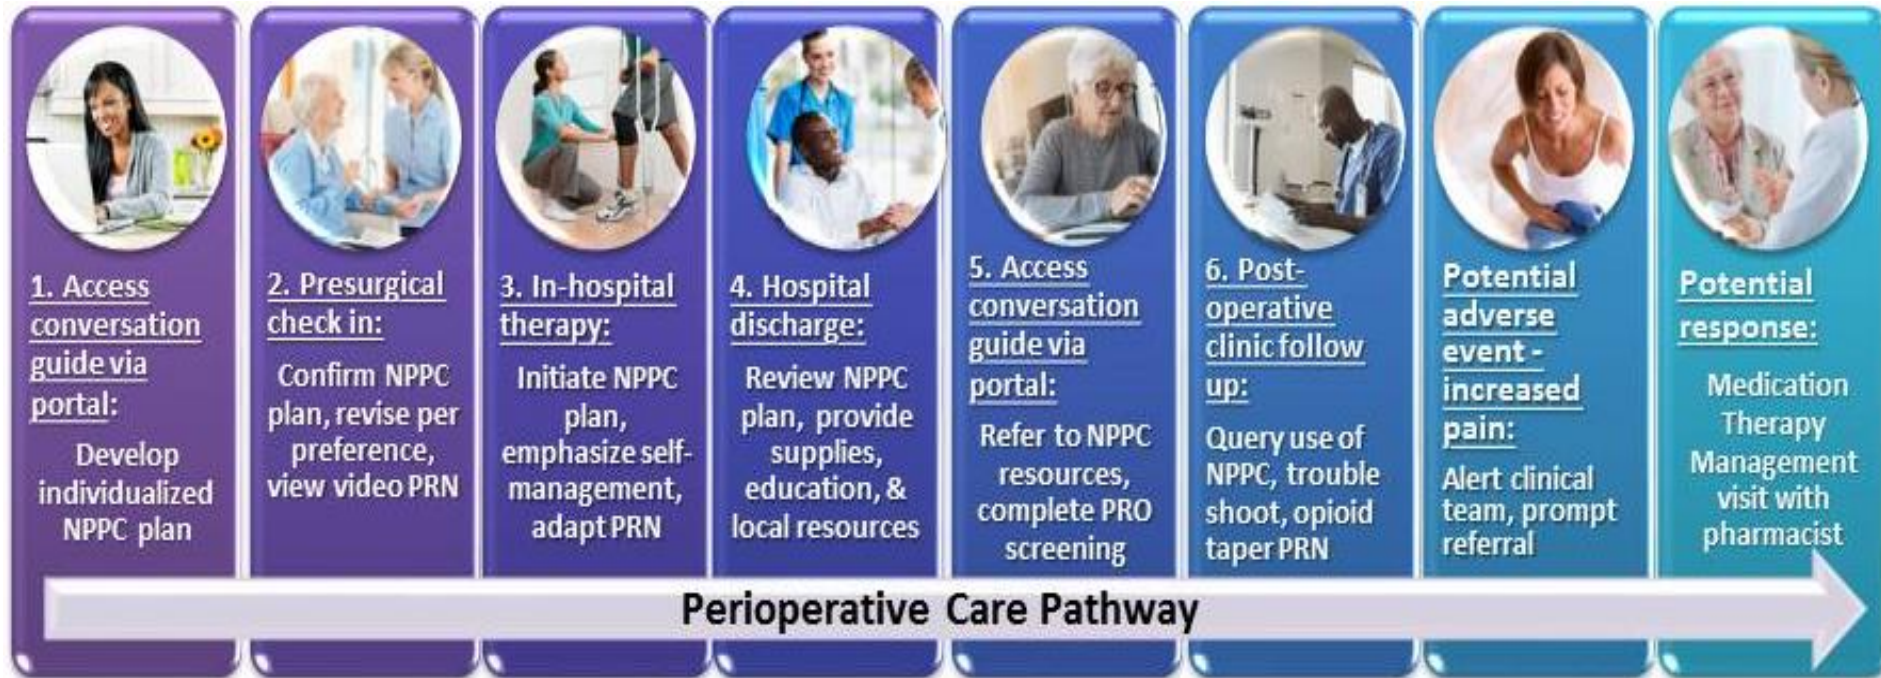 1. Access
conversation
guide via
portal:
Develop
individualized
NPPC plan
2. Presurgical
check in:
Confirm NPPC
plan, revise per
preference,
view video PRN
3. In-hospital
therapy:
Initiate NPPC
plan,
emphasize self-
management,
adapt PRN
4. Hospital
discharge:
Review NPPC
plan, provide
supplies,
education, &
local resources
5. Access
conversation
guide via
portal:
Refer to NPPC
resources,
complete PRO
screening
6. Post-
operative
clinic follow
up:
Query use of
NPPC, trouble
shoot, opioid
taper PRN
Potential
adverse
event -
increased
pain:
Alert clinical
team, prompt
referral
Potential
response:
Medication
Therapy
Management
visit with
pharmacist
Perioperative Care Pathway